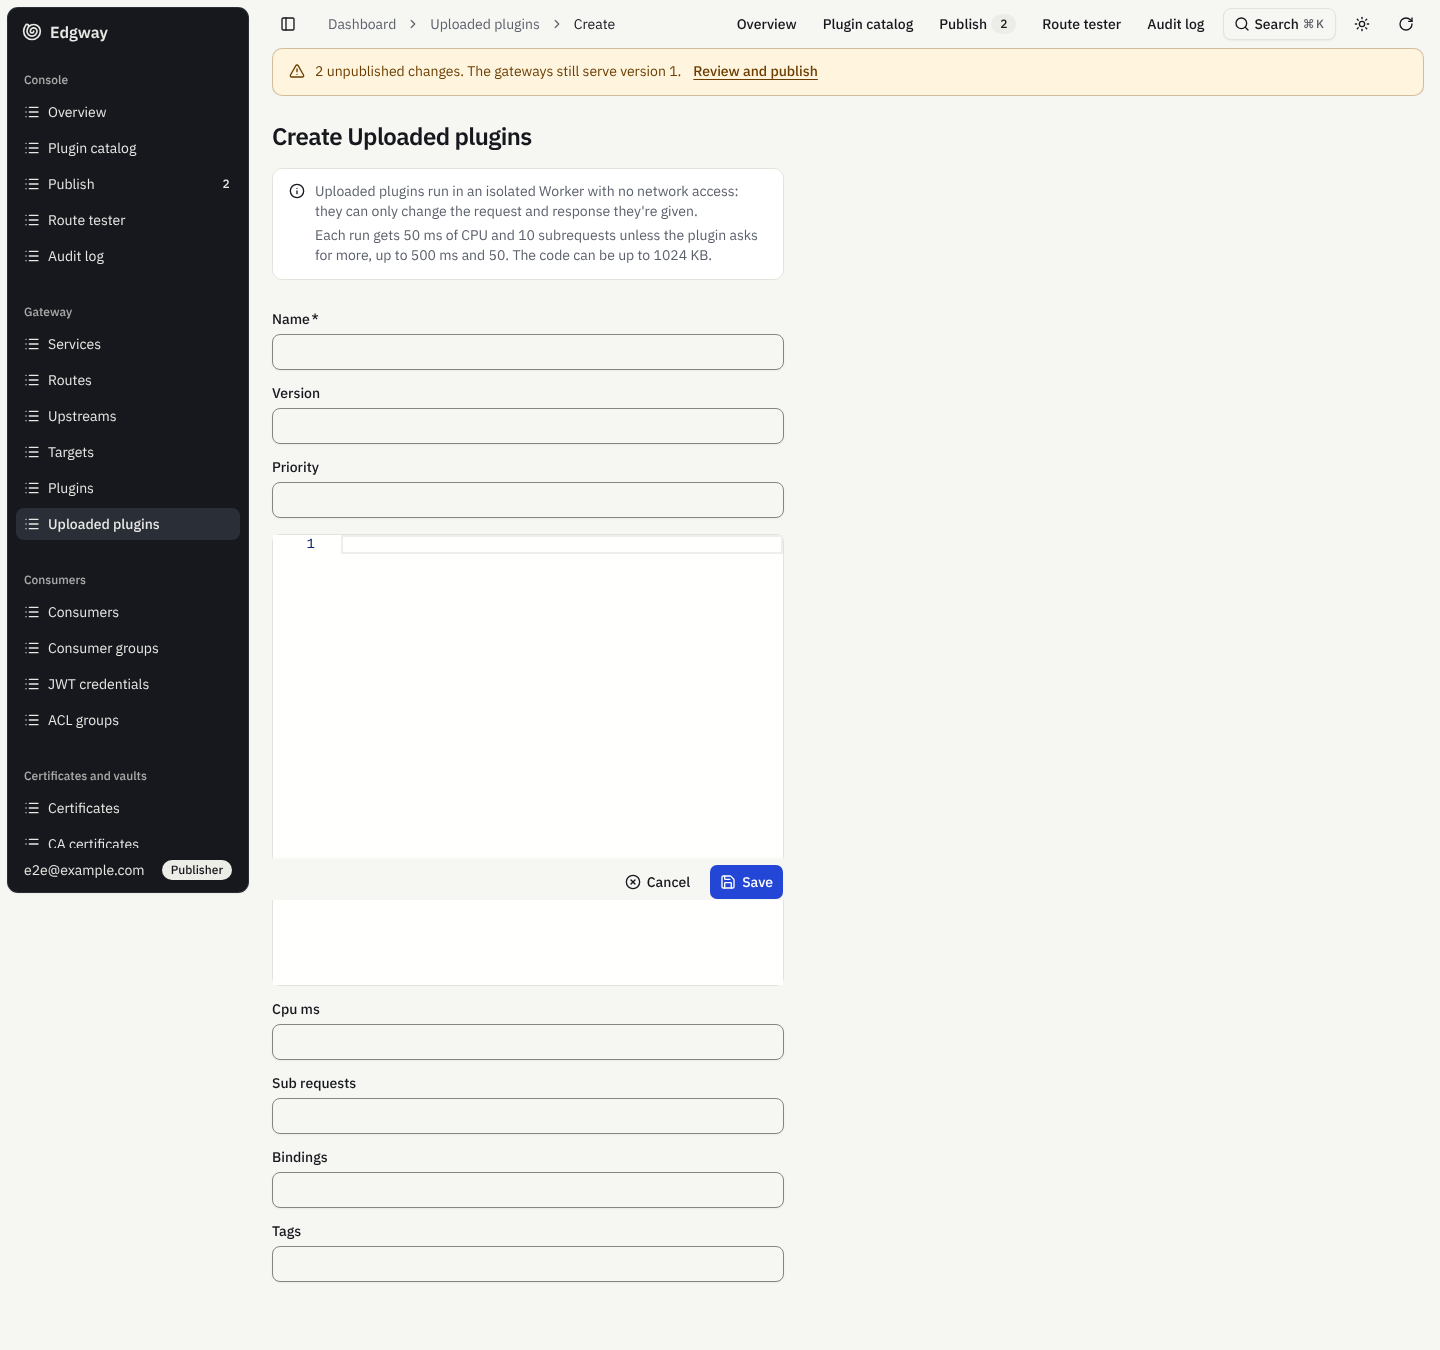 Edgway
Console
Overview
Plugin catalog
Publish 2
Route tester
Audit log
Gateway
Services
Routes
Upstreams
Targets
Plugins
Uploaded plugins
Consumers
Consumers
Consumer groups
JWT credentials
ACL groups
Certificates and vaults
Certificates
CA certificates
e2e@example.com Publisher
Dashboard > Uploaded plugins > Create
Overview Plugin catalog Publish 2 Route tester Audit log Search ⌘K
2 unpublished changes. The gateways still serve version 1. Review and publish
Create Uploaded plugins
Uploaded plugins run in an isolated Worker with no network access:
they can only change the request and response they're given.
Each run gets 50 ms of CPU and 10 subrequests unless the plugin asks
for more, up to 500 ms and 50. The code can be up to 1024 KB.
Name*
Version
Priority
1
Cancel Save
Cpu ms
Sub requests
Bindings
Tags